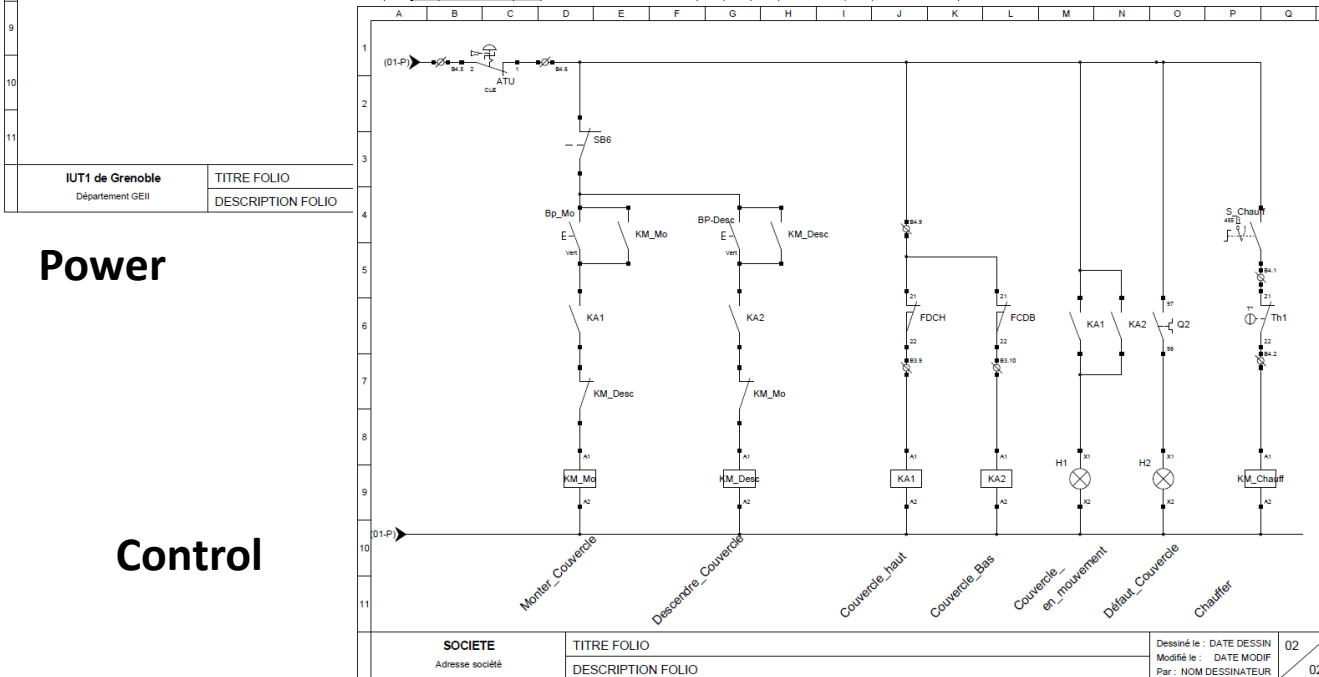 9
10
11
IUT1 de Grenoble
Département GEII
TITRE FOLIO
DESCRIPTION FOLIO
Power
Control
A B C D E F G H I J K L M N O P Q
1
(01-P)
B4.5 2 1 B4.6
ATU
CLE
2
SB6
3
4
Bp_Mo
KM_Mo
Vert
BP-Desc
KM_Desc
Vert
B4.9
S_Chauff
0 1
5
B4.1
21 21 97 21
6
KA1 KA2 FDCH FCDB KA1 KA2 Q2 T° Th1
22 22 98 22
B3.9 B3.10 B4.2
7
KM_Desc KM_Mo
8
A1 A1 A1 A1 X1 X1 A1
H1 H2
KM_Mo KM_Desc KA1 KA2 KM_Chauff
9
A2 A2 A2 A2 X2 X2 A2
(01-P)
10
Monter_Couvercle
Descendre_Couvercle
Couvercle_haut
Couvercle_Bas
Couvercle_
en_mouvement
Défaut_Couvercle
Chauffer
11
SOCIETE
Adresse société
TITRE FOLIO
DESCRIPTION FOLIO
Dessiné le : DATE DESSIN
Modifié le : DATE MODIF
Par : NOM DESSINATEUR
02
02